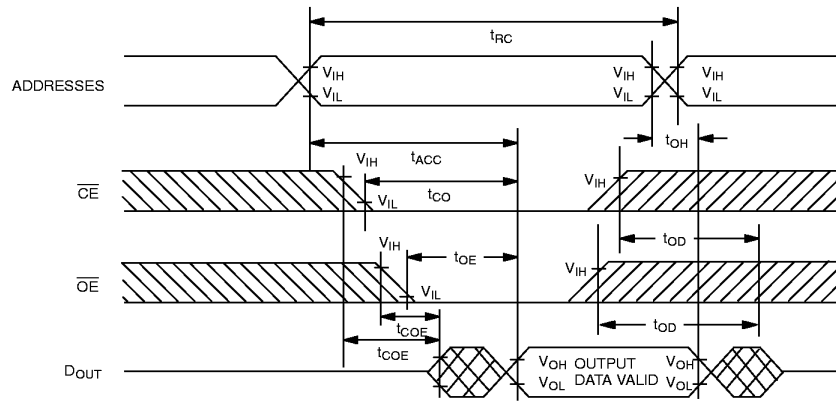 tRC
ADDRESSES
VIH
VIL
VIH
VIL
VIH
VIL
tOH
tACC
CE
VIH
VIL
tCO
VIH
tOD
OE
VIH
VIL
tOE
VIH
tOD
tCOE
tCOE
DOUT
VOH
VOL
OUTPUT
DATA VALID
VOH
VOL